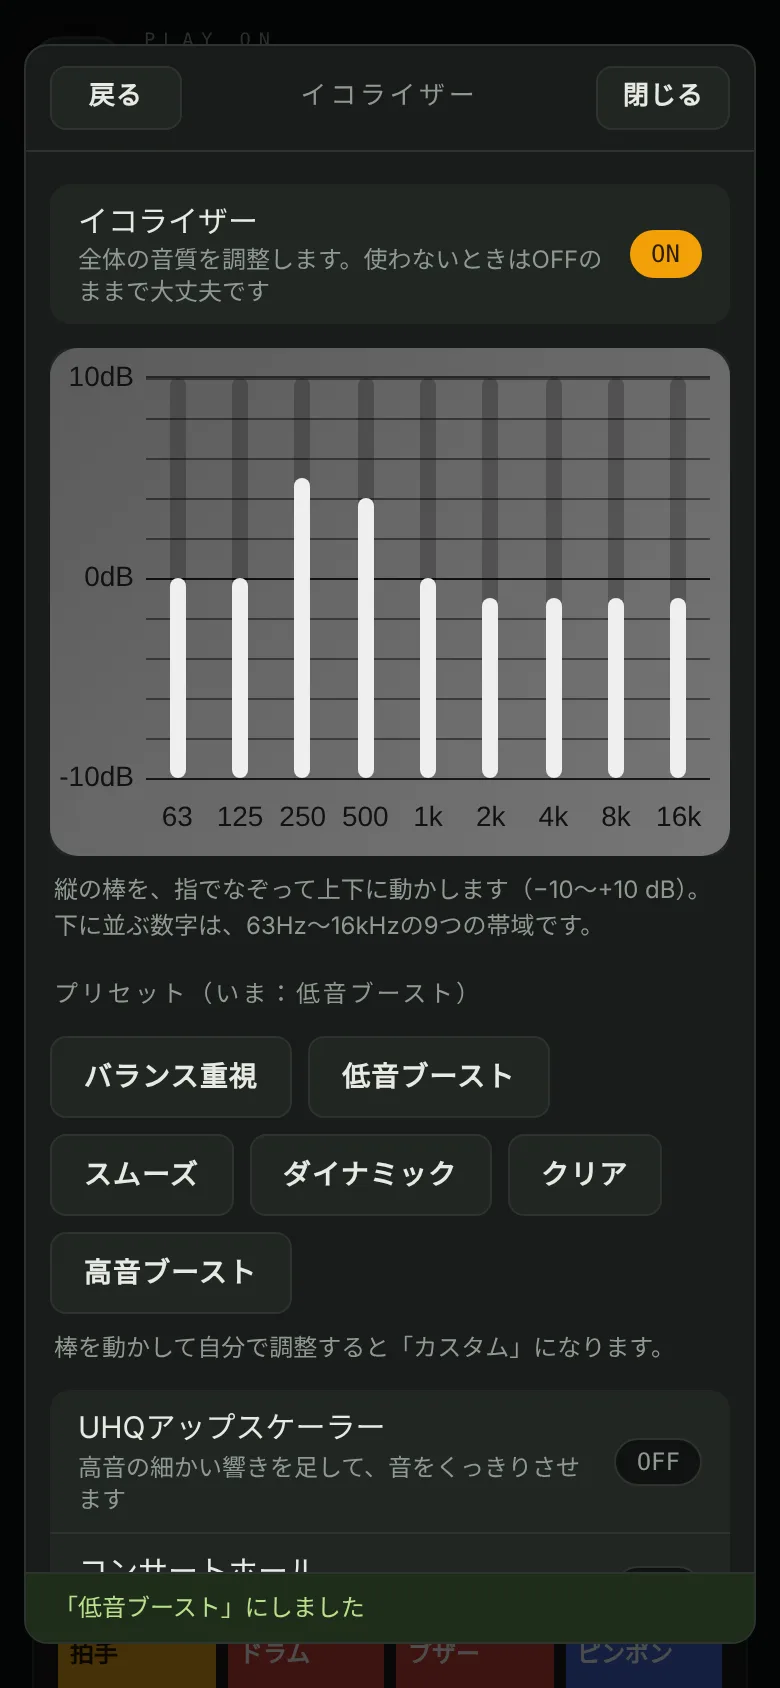 PLAY ON
戻る
イコライザー
閉じる
イコライザー
全体の音質を調整します。使わないときはOFFの
ままで大丈夫です
ON
10dB
0dB
-10dB
63 125 250 500 1k 2k 4k 8k 16k
縦の棒を、指でなぞって上下に動かします（−10〜+10 dB）。
下に並ぶ数字は、63Hz〜16kHzの9つの帯域です。
プリセット（いま：低音ブースト）
バランス重視
低音ブースト
スムーズ
ダイナミック
クリア
高音ブースト
棒を動かして自分で調整すると「カスタム」になります。
UHQアップスケーラー
高音の細かい響きを足して、音をくっきりさせ
ます
OFF
コンサートホール
「低音ブースト」にしました
拍手
ドラム
ブザー
ピンポン